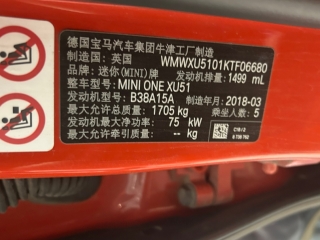 德国宝马汽车集团牛津工厂制造
制造国: 英国 WMWXU5101KTF06680
品牌: 迷你(MINI)牌 发动机排量: 1499 mL
整车型号: MINI ONE XU51
发动机型号: B38A15A 制造年月: 2018-03
最大允许总质量: 1705 kg 乘坐人数: 5
发动机最大净功率: 75 kW
最大允许牵引质量: -- kg